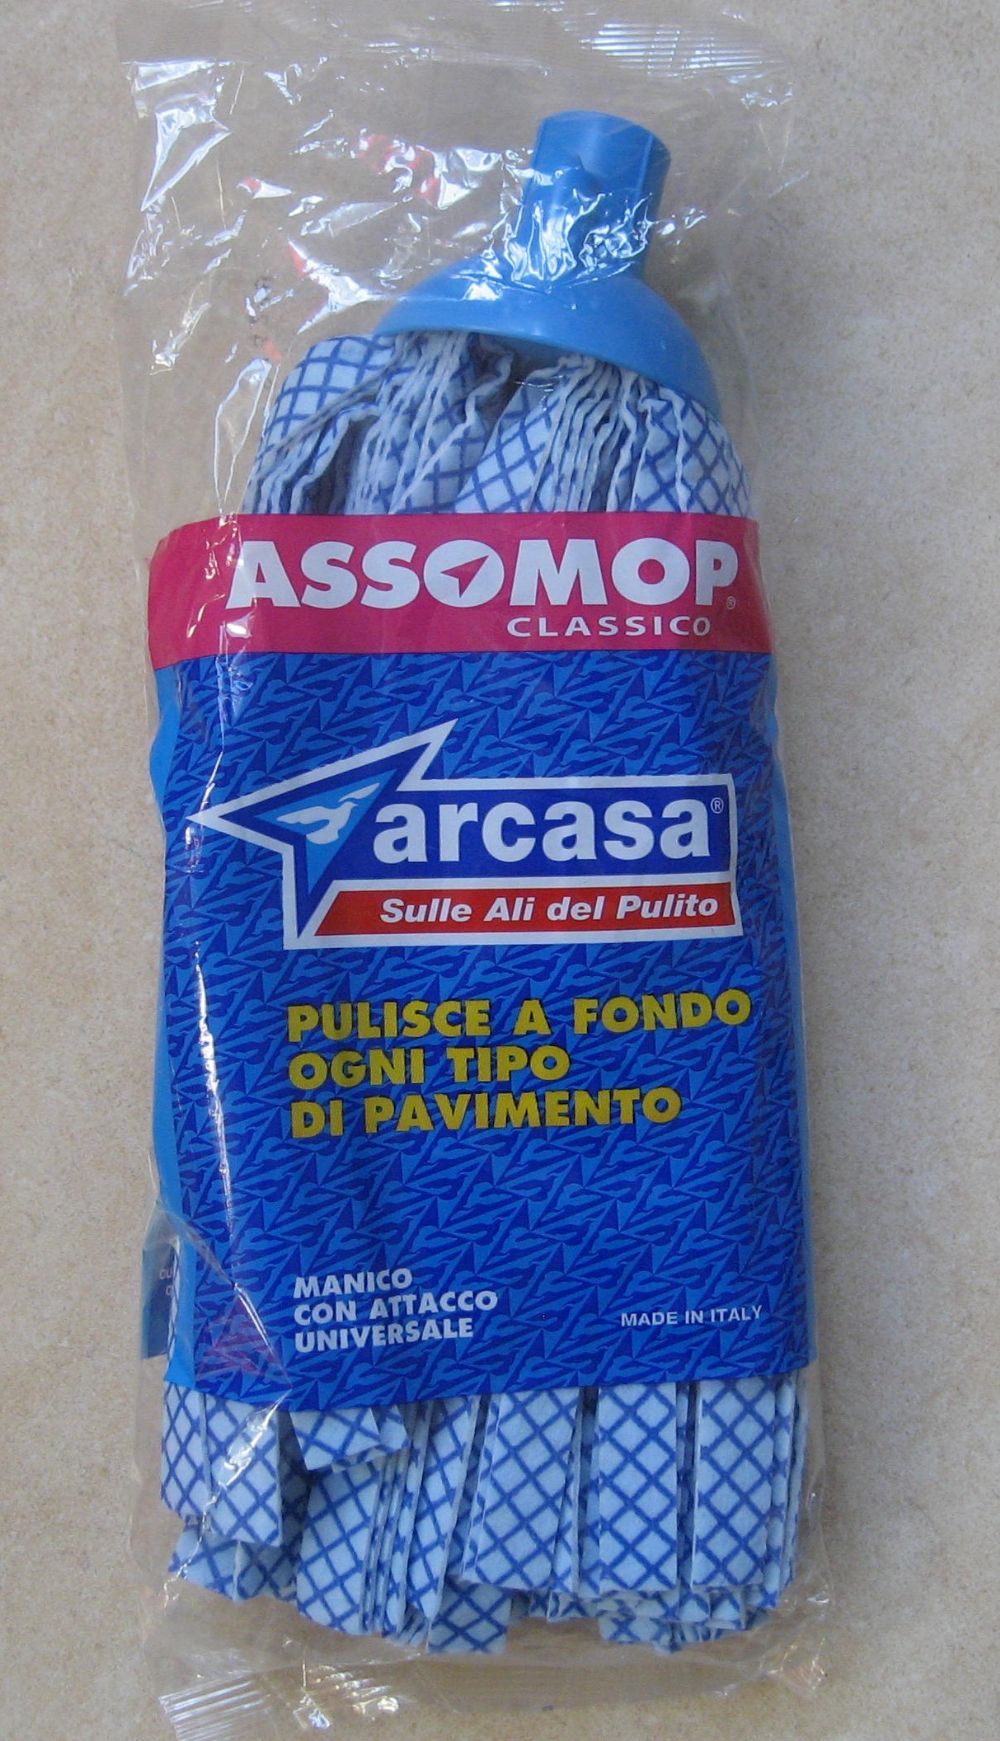 ASSOMOP®
CLASSICO
arcasa®
Sulle Ali del Pulito
PULISCE A FONDO
OGNI TIPO
DI PAVIMENTO
MANICO
CON ATTACCO
UNIVERSALE
MADE IN ITALY